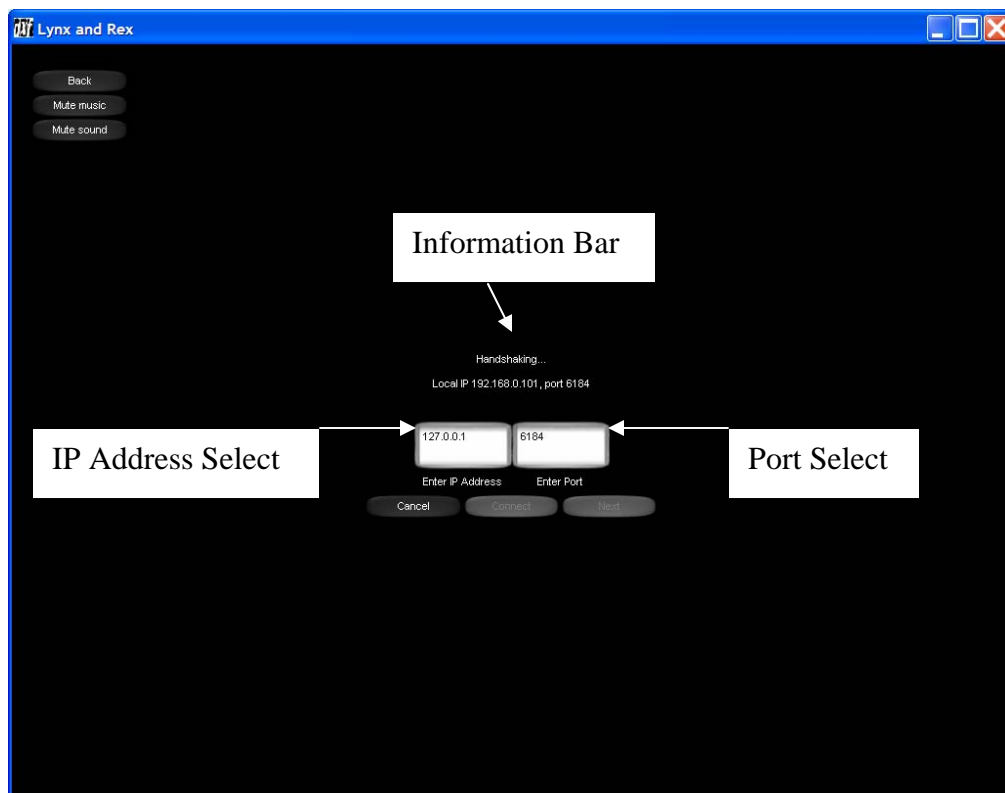 Lynx and Rex
Back
Mute music
Mute sound
Information Bar
Handshaking...
Local IP 192.168.0.101, port 6184
IP Address Select
127.0.0.1
6184
Port Select
Enter IP Address
Enter Port
Cancel
Connect
Next